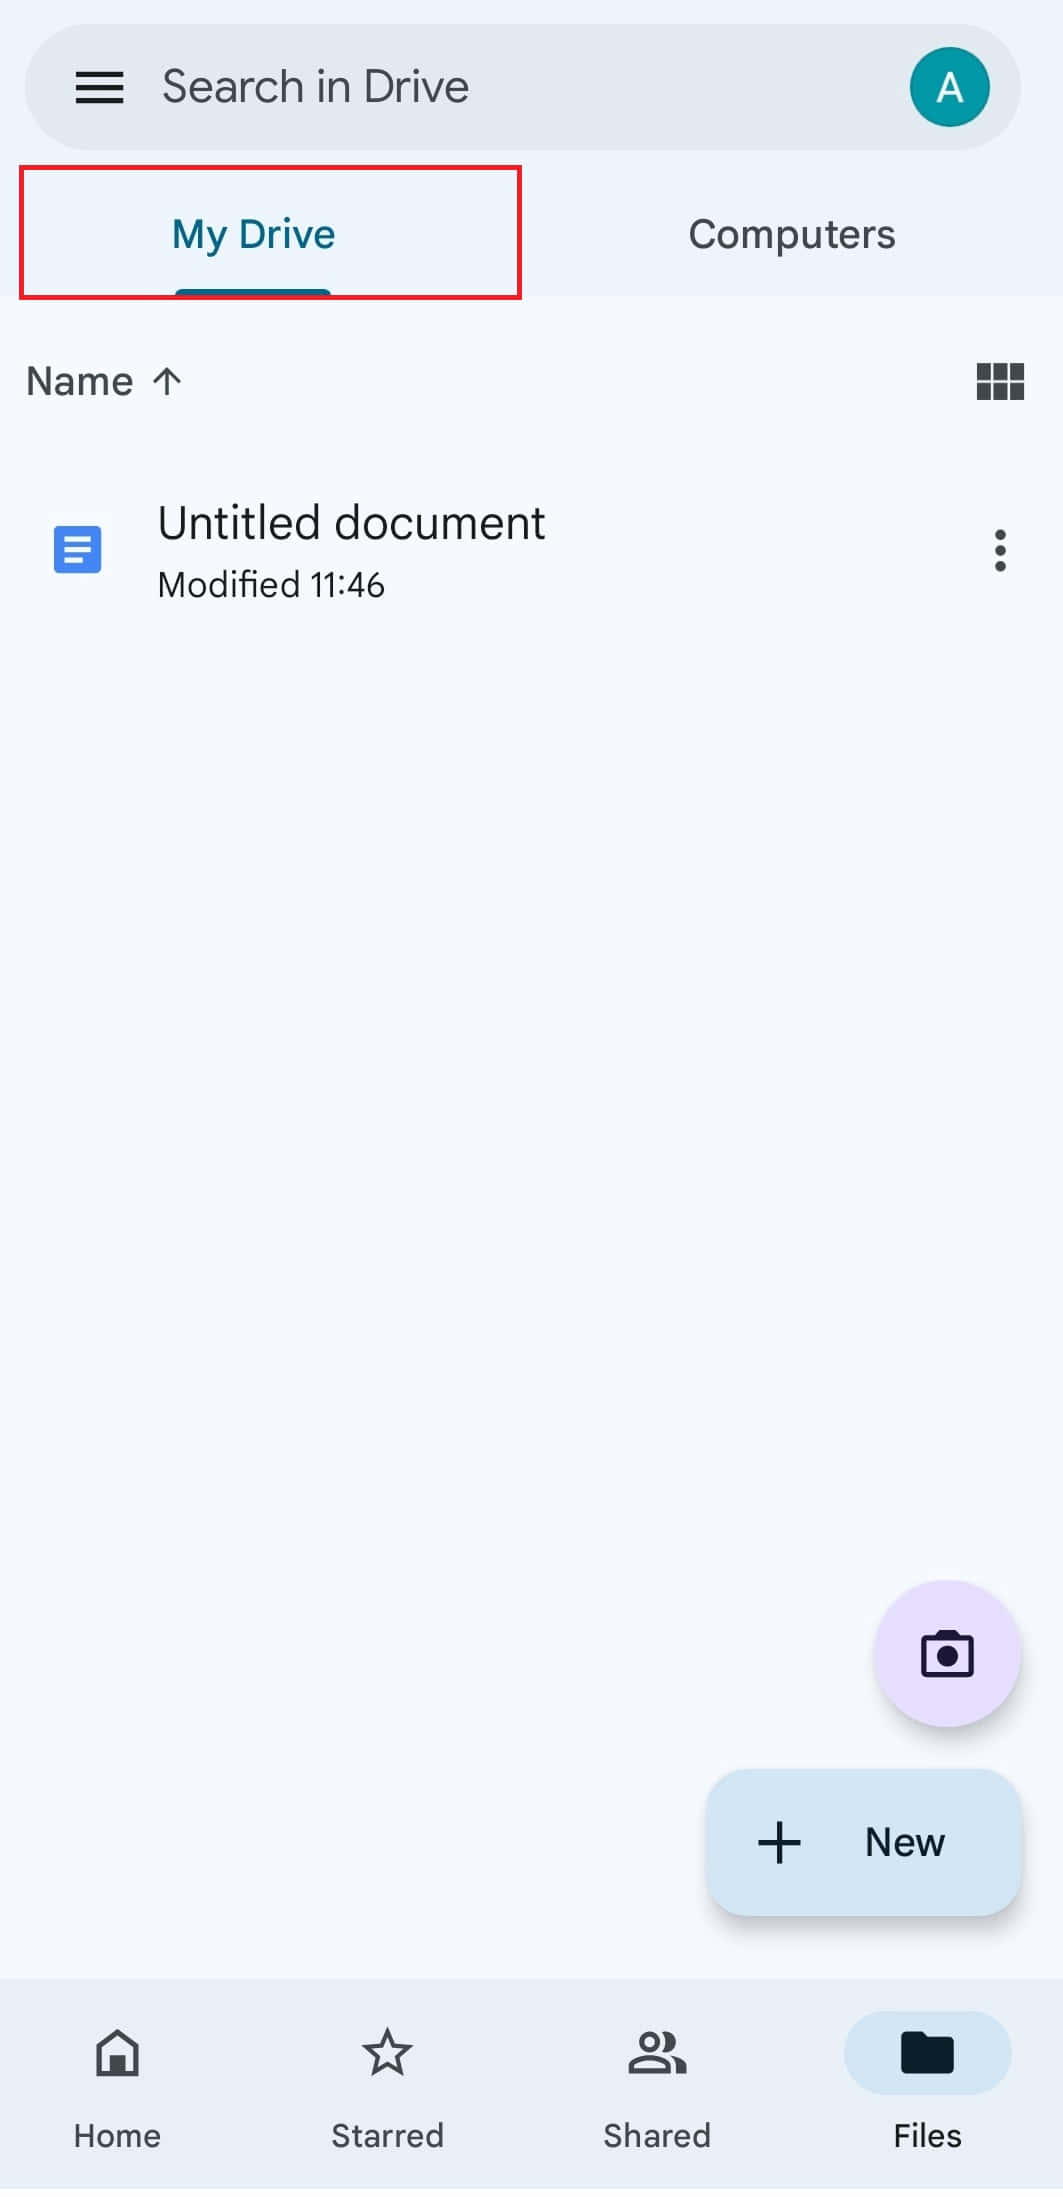 Search in Drive
A
My Drive
Computers
Name
Untitled document
Modified 11:46
New
Home
Starred
Shared
Files